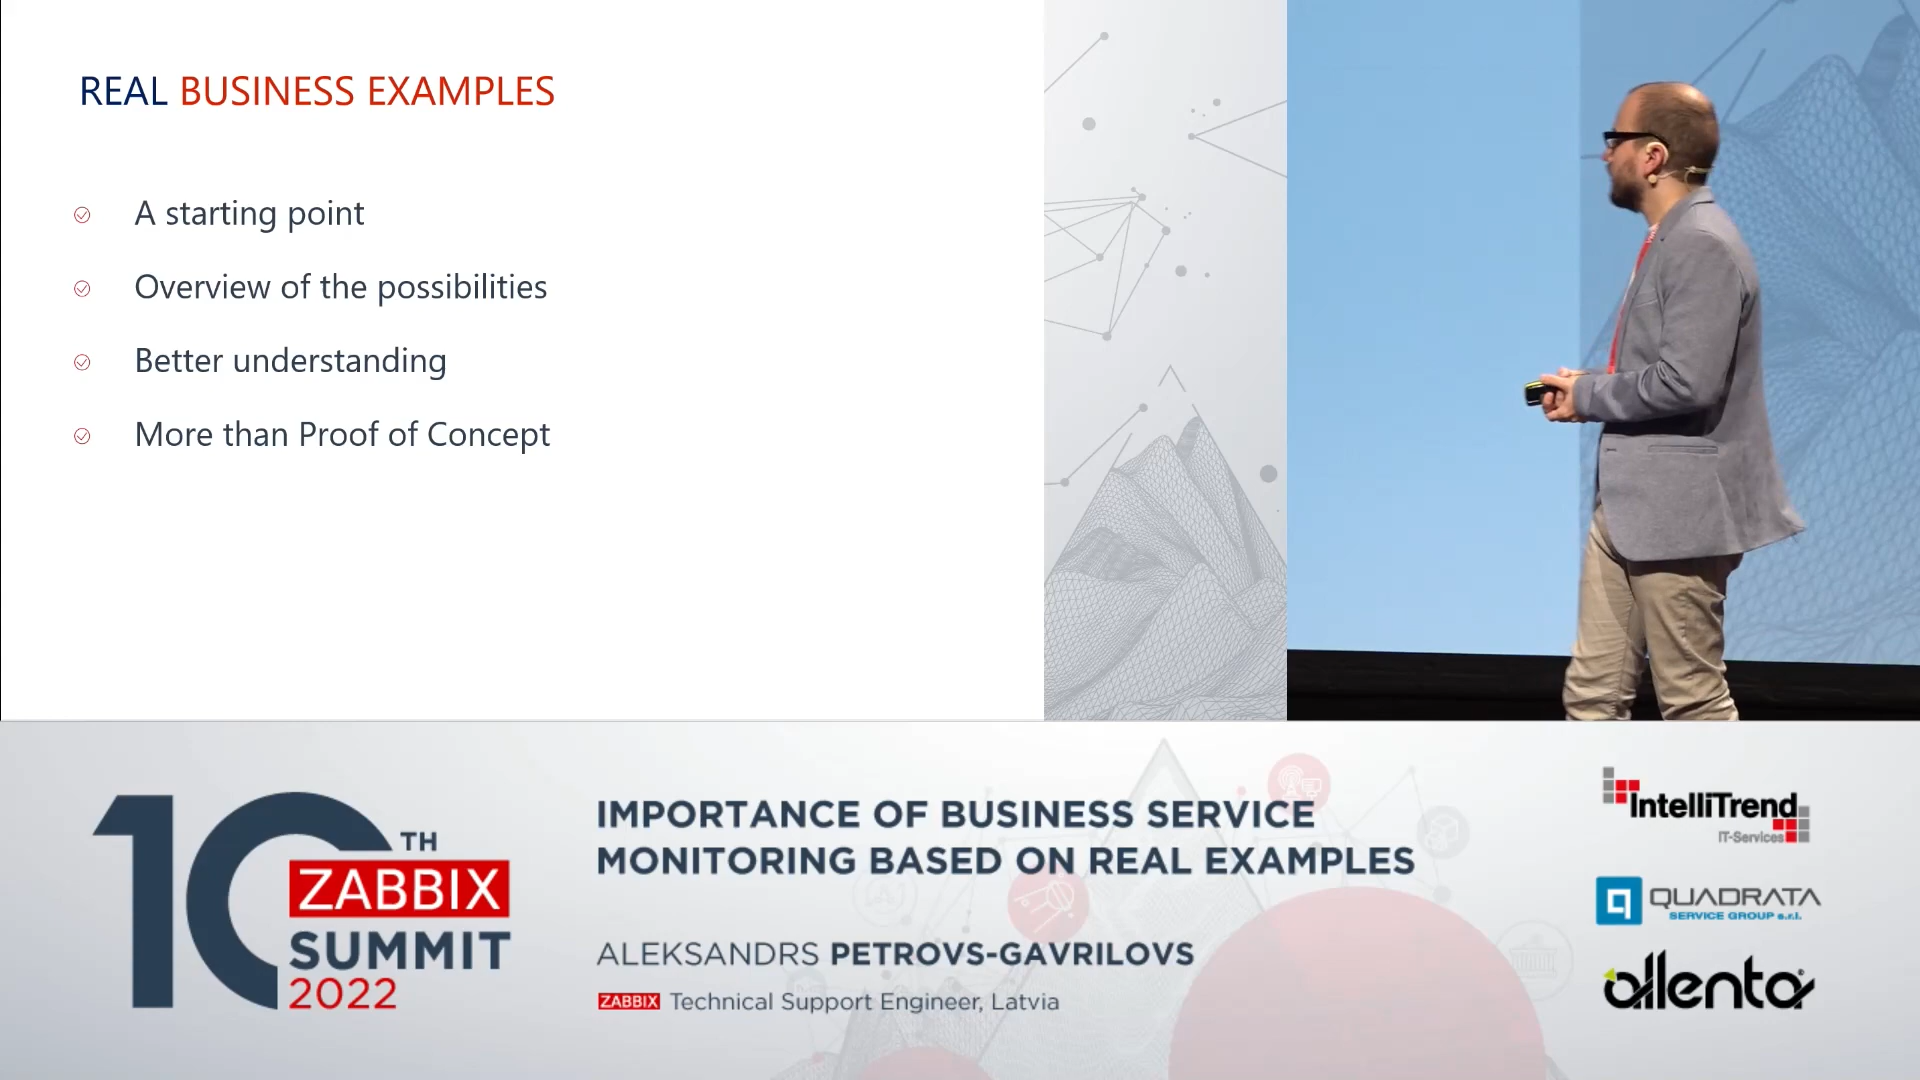 REAL BUSINESS EXAMPLES
A starting point
Overview of the possibilities
Better understanding
More than Proof of Concept
10TH
ZABBIX
SUMMIT
2022
IMPORTANCE OF BUSINESS SERVICE
MONITORING BASED ON REAL EXAMPLES
ALEKSANDRS PETROVS-GAVRILOVS
ZABBIX Technical Support Engineer, Latvia
IntelliTrend
IT-Services
QUADRATA
SERVICE GROUP s.r.l.
allenta